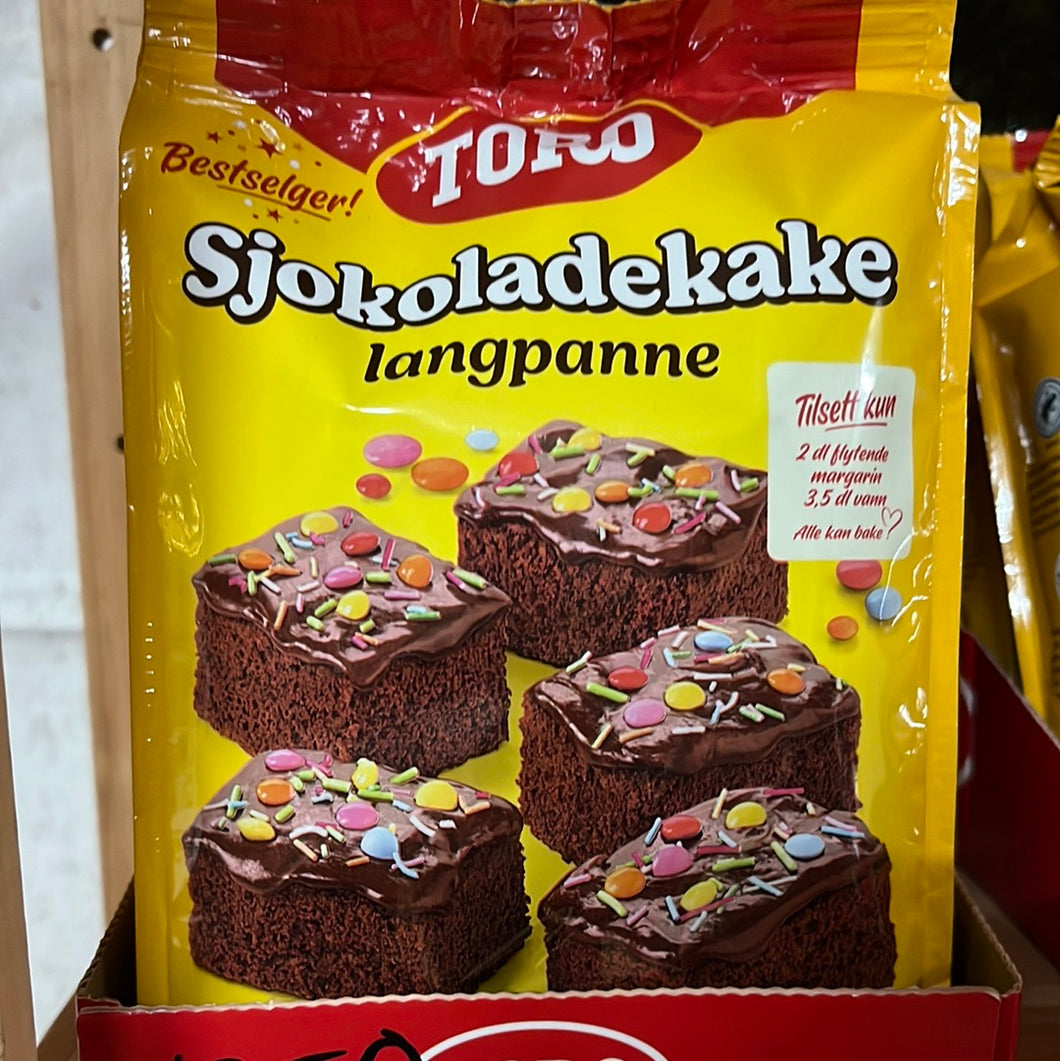 TORO
Bestselger!
Sjokoladekake
langpanne
Tilsett kun
2 dl flytende
margarin
3,5 dl vann
Alle kan bake